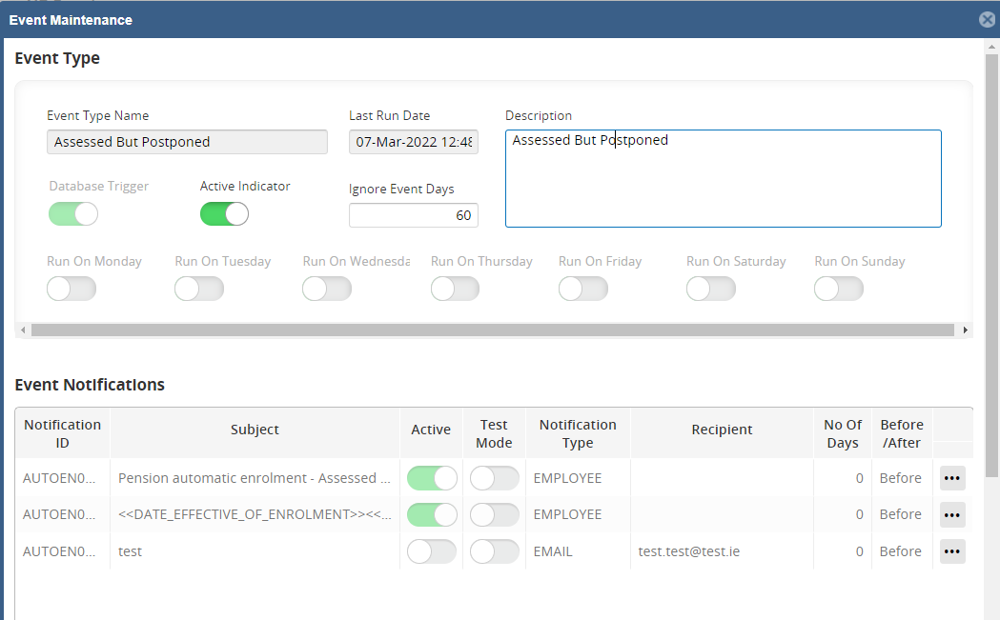 Event Maintenance
Event Type
Event Type Name
Last Run Date
Description
Assessed But Postponed
07-Mar-2022 12:48
Assessed But Postponed
Database Trigger
Active Indicator
Ignore Event Days
60
Run On Monday
Run On Tuesday
Run On Wednesda
Run On Thursday
Run On Friday
Run On Saturday
Run On Sunday
Event Notifications
Notification ID
Subject
Active
Test Mode
Notification Type
Recipient
No Of Days
Before /After
AUTOEN0... Pension automatic enrolment - Assessed ... EMPLOYEE 0 Before
AUTOEN0... <<DATE_EFFECTIVE_OF_ENROLMENT>><<... EMPLOYEE 0 Before
AUTOEN0... test EMAIL test.test@test.ie 0 Before